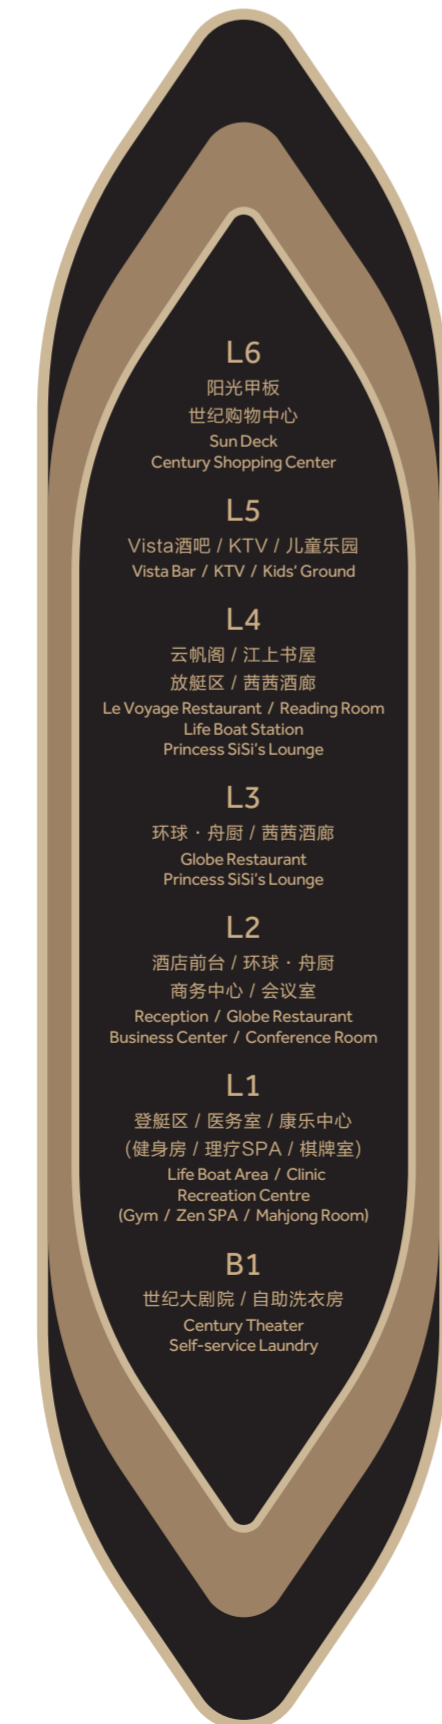 L6
阳光甲板
世纪购物中心
Sun Deck
Century Shopping Center
L5
Vista酒吧 / KTV / 儿童乐园
Vista Bar / KTV / Kids' Ground
L4
云帆阁 / 江上书屋
放艇区 / 茜茜酒廊
Le Voyage Restaurant / Reading Room
Life Boat Station
Princess SiSi's Lounge
L3
环球 · 舟厨 / 茜茜酒廊
Globe Restaurant
Princess SiSi's Lounge
L2
酒店前台 / 环球 · 舟厨
商务中心 / 会议室
Reception / Globe Restaurant
Business Center / Conference Room
L1
登艇区 / 医务室 / 康乐中心
(健身房 / 理疗SPA / 棋牌室)
Life Boat Area / Clinic
Recreation Centre
(Gym / Zen SPA / Mahjong Room)
B1
世纪大剧院 / 自助洗衣房
Century Theater
Self-service Laundry